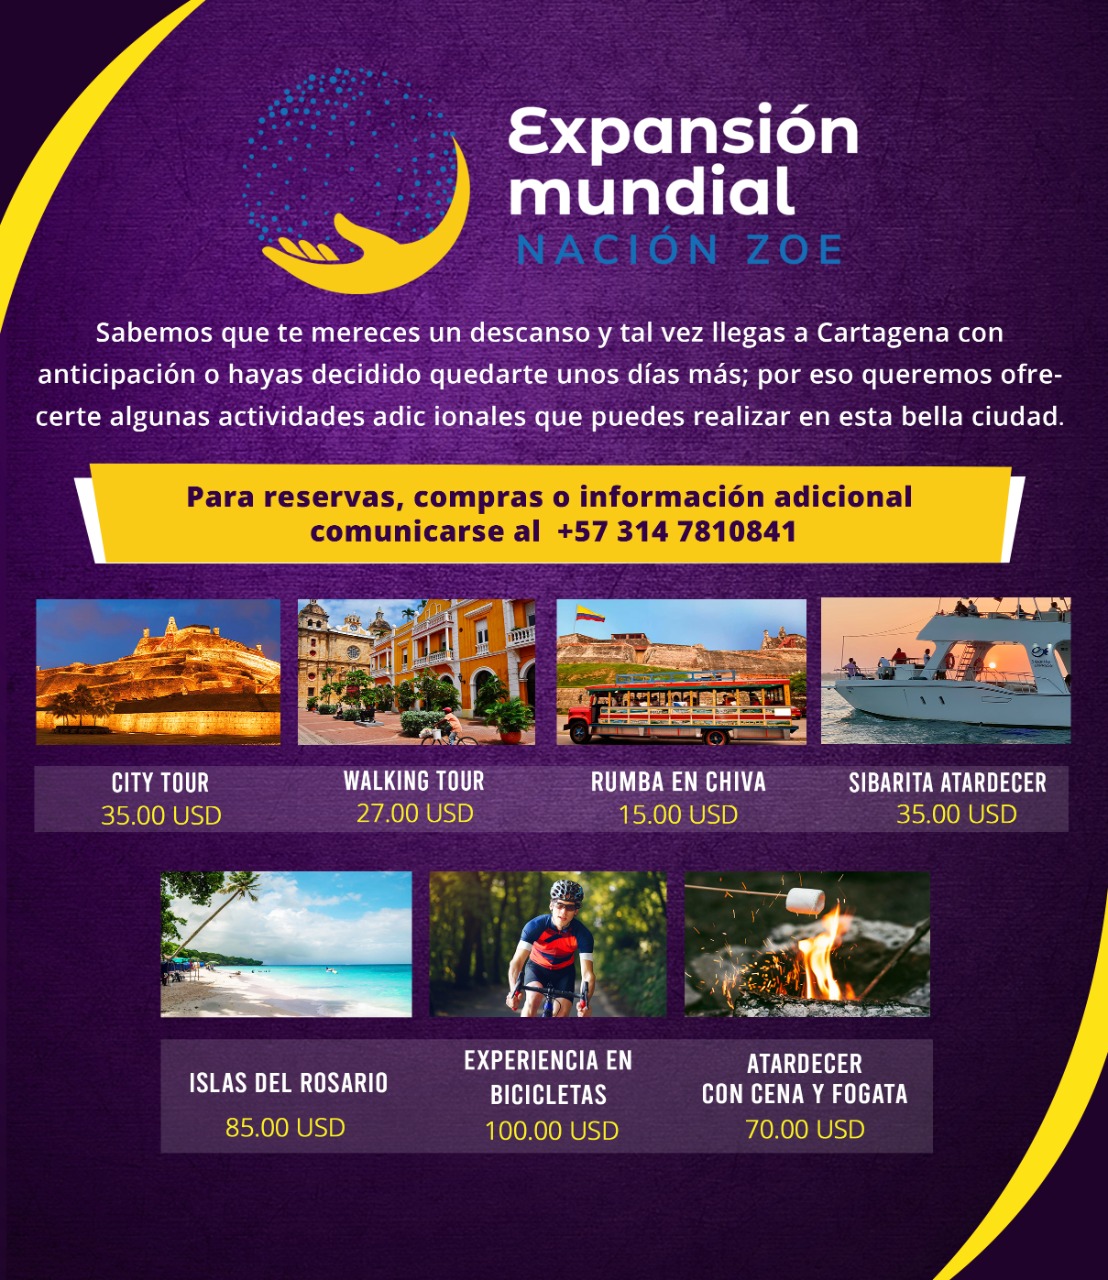 Expansión
mundial
NACIÓN ZOE
Sabemos que te mereces un descanso y tal vez llegas a Cartagena con
anticipación o hayas decidido quedarte unos días más; por eso queremos ofre-
certe algunas actividades adic ionales que puedes realizar en esta bella ciudad.
Para reservas, compras o información adicional
comunicarse al +57 314 7810841
CITY TOUR
35.00 USD
WALKING TOUR
27.00 USD
RUMBA EN CHIVA
15.00 USD
SIBARITA ATARDECER
35.00 USD
ISLAS DEL ROSARIO
85.00 USD
EXPERIENCIA EN
BICICLETAS
100.00 USD
ATARDECER
CON CENA Y FOGATA
70.00 USD